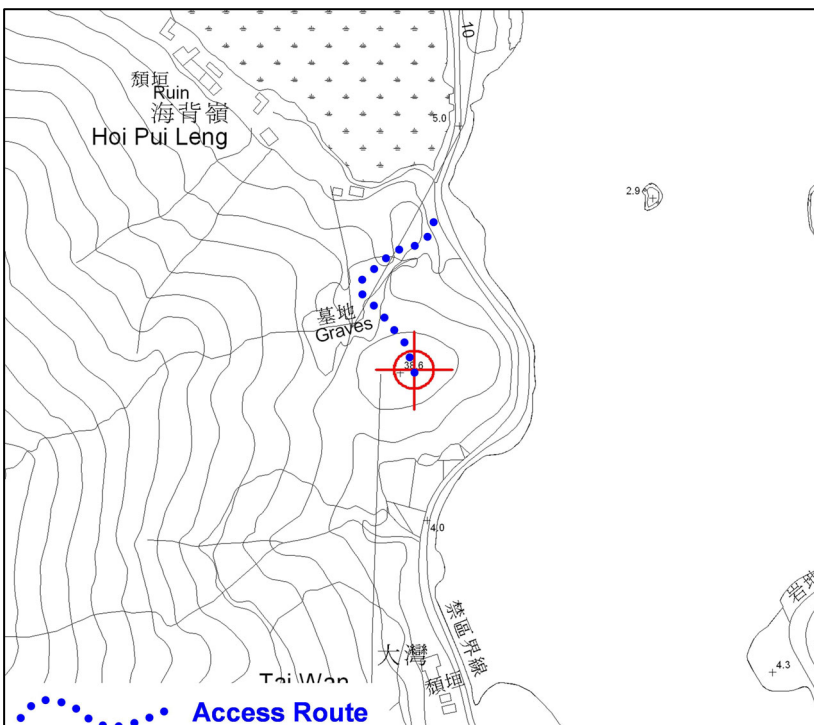 10
頹垣
Ruin
海背嶺
Hoi Pui Leng
5.0
2.9
墓地
Graves
38.6
4.0
禁區界線
大灣
Tai Wan
頹垣
4.3
Access Route